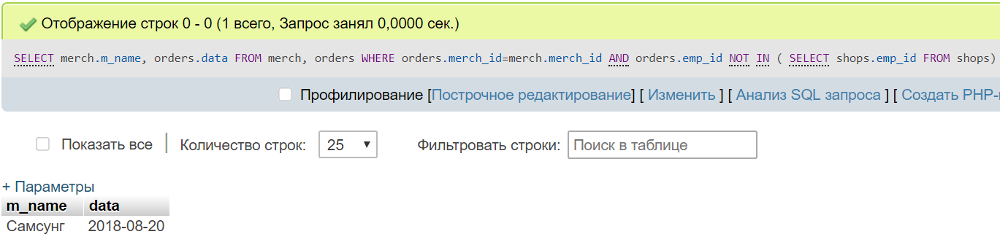 Отображение строк 0 - 0 (1 всего, Запрос занял 0,0000 сек.)
SELECT merch.m_name, orders.data FROM merch, orders WHERE orders.merch_id=merch.merch_id AND orders.emp_id NOT IN ( SELECT shops.emp_id FROM shops)
Профилирование [Построчное редактирование] [ Изменить ] [ Анализ SQL запроса ] [ Создать PHP-
Показать все | Количество строк: 25 Фильтровать строки: Поиск в таблице
+ Параметры
m_name data
Самсунг 2018-08-20